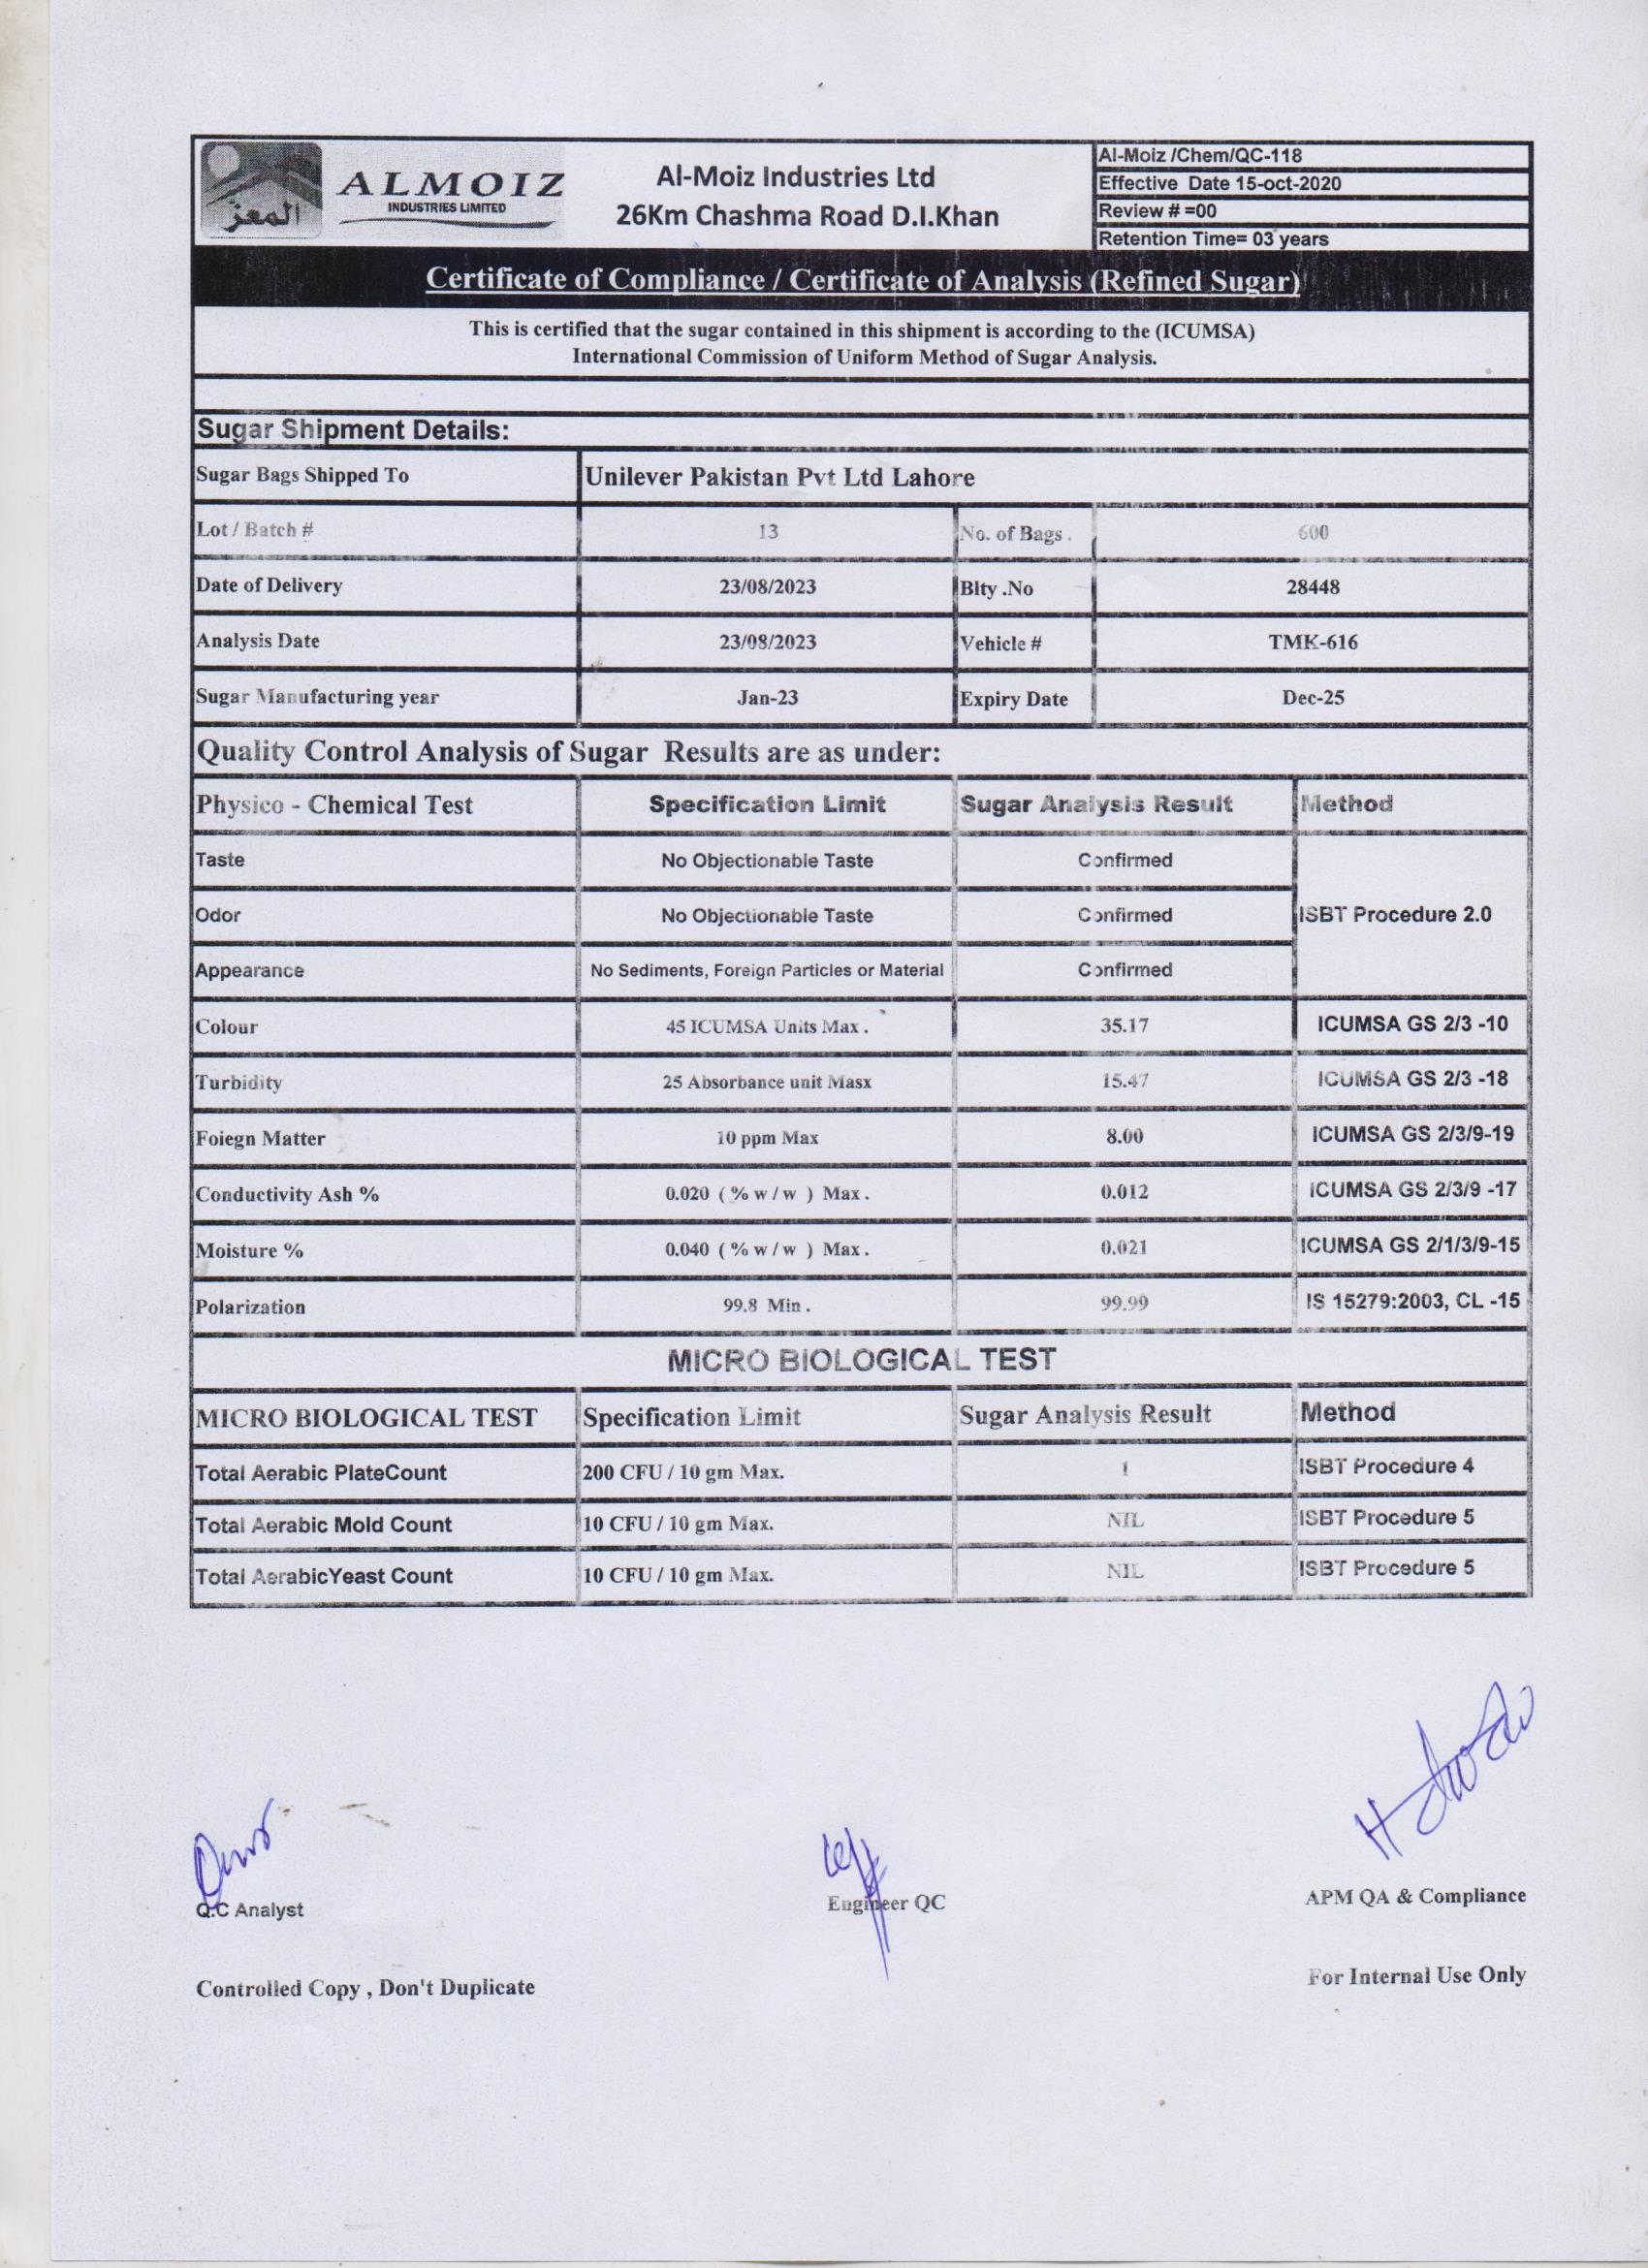 المعز
ALMOIZ
INDUSTRIES LIMITED
Al-Moiz Industries Ltd
26Km Chashma Road D.I.Khan
Al-Moiz /Chem/QC-118
Effective Date 15-oct-2020
Review # =00
Retention Time= 03 years
Certificate of Compliance / Certificate of Analysis (Refined Sugar)
This is certified that the sugar contained in this shipment is according to the (ICUMSA)
International Commission of Uniform Method of Sugar Analysis.
Sugar Shipment Details:
Sugar Bags Shipped To Unilever Pakistan Pvt Ltd Lahore
Lot / Batch # 13 No. of Bags . 600
Date of Delivery 23/08/2023 Blty .No 28448
Analysis Date 23/08/2023 Vehicle # TMK-616
Sugar Manufacturing year Jan-23 Expiry Date Dec-25
Quality Control Analysis of Sugar Results are as under:
Physico - Chemical Test Specification Limit Sugar Analysis Result Method
Taste No Objectionable Taste Confirmed
Odor No Objectionable Taste Confirmed ISBT Procedure 2.0
Appearance No Sediments, Foreign Particles or Material Confirmed
Colour 45 ICUMSA Units Max . 35.17 ICUMSA GS 2/3 -10
Turbidity 25 Absorbance unit Masx 15.47 ICUMSA GS 2/3 -18
Foiegn Matter 10 ppm Max 8.00 ICUMSA GS 2/3/9-19
Conductivity Ash % 0.020 ( % w / w ) Max . 0.012 ICUMSA GS 2/3/9 -17
Moisture % 0.040 ( % w / w ) Max . 0.021 ICUMSA GS 2/1/3/9-15
Polarization 99.8 Min . 99.99 IS 15279:2003, CL -15
MICRO BIOLOGICAL TEST
MICRO BIOLOGICAL TEST Specification Limit Sugar Analysis Result Method
Total Aerabic PlateCount 200 CFU / 10 gm Max. 1 ISBT Procedure 4
Total Aerabic Mold Count 10 CFU / 10 gm Max. NIL ISBT Procedure 5
Total AerabicYeast Count 10 CFU / 10 gm Max. NIL ISBT Procedure 5
Q.C Analyst Engineer QC APM QA & Compliance
Controlled Copy , Don't Duplicate For Internal Use Only